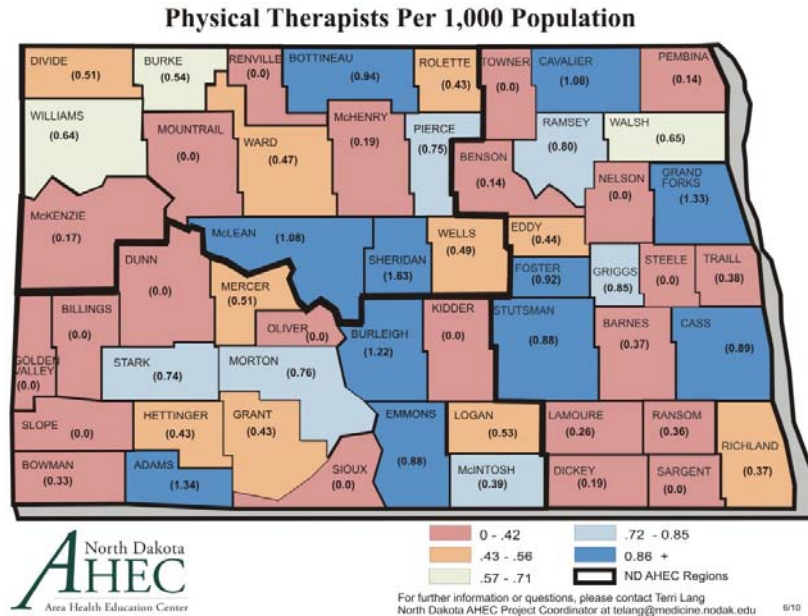 Physical Therapists Per 1,000 Population
DIVIDE
(0.51)
BURKE
(0.54)
RENVILLE
(0.0)
BOTTINEAU
(0.94)
ROLETTE
(0.43)
TOWNER
(0.0)
CAVALIER
(1.08)
PEMBINA
(0.14)
WILLIAMS
(0.64)
MOUNTRAIL
(0.0)
WARD
(0.47)
McHENRY
(0.19)
PIERCE
(0.75)
BENSON
(0.14)
RAMSEY
(0.80)
WALSH
(0.65)
NELSON
(0.0)
GRAND
FORKS
(1.33)
McKENZIE
(0.17)
DUNN
(0.0)
McLEAN
(1.08)
SHERIDAN
(1.63)
WELLS
(0.49)
EDDY
(0.44)
FOSTER
(0.92)
GRIGGS
(0.85)
STEELE
(0.0)
TRAILL
(0.38)
MERCER
(0.51)
OLIVER
(0.0)
BILLINGS
(0.0)
GOLDEN
VALLEY
(0.0)
STARK
(0.74)
MORTON
(0.76)
BURLEIGH
(1.22)
KIDDER
(0.0)
STUTSMAN
(0.88)
BARNES
(0.37)
CASS
(0.89)
SLOPE
(0.0)
HETTINGER
(0.43)
GRANT
(0.43)
EMMONS
(0.88)
LOGAN
(0.53)
LAMOURE
(0.26)
RANSOM
(0.36)
RICHLAND
(0.37)
BOWMAN
(0.33)
ADAMS
(1.34)
SIOUX
(0.0)
McINTOSH
(0.39)
DICKEY
(0.19)
SARGENT
(0.0)
0 - .42
.43 - .56
.57 - .71
.72 - 0.85
0.86 +
ND AHEC Regions
North Dakota
AHEC
Area Health Education Center
For further information or questions, please contact Terri Lang
North Dakota AHEC Project Coordinator at telang@medicine.nodak.edu
6/10